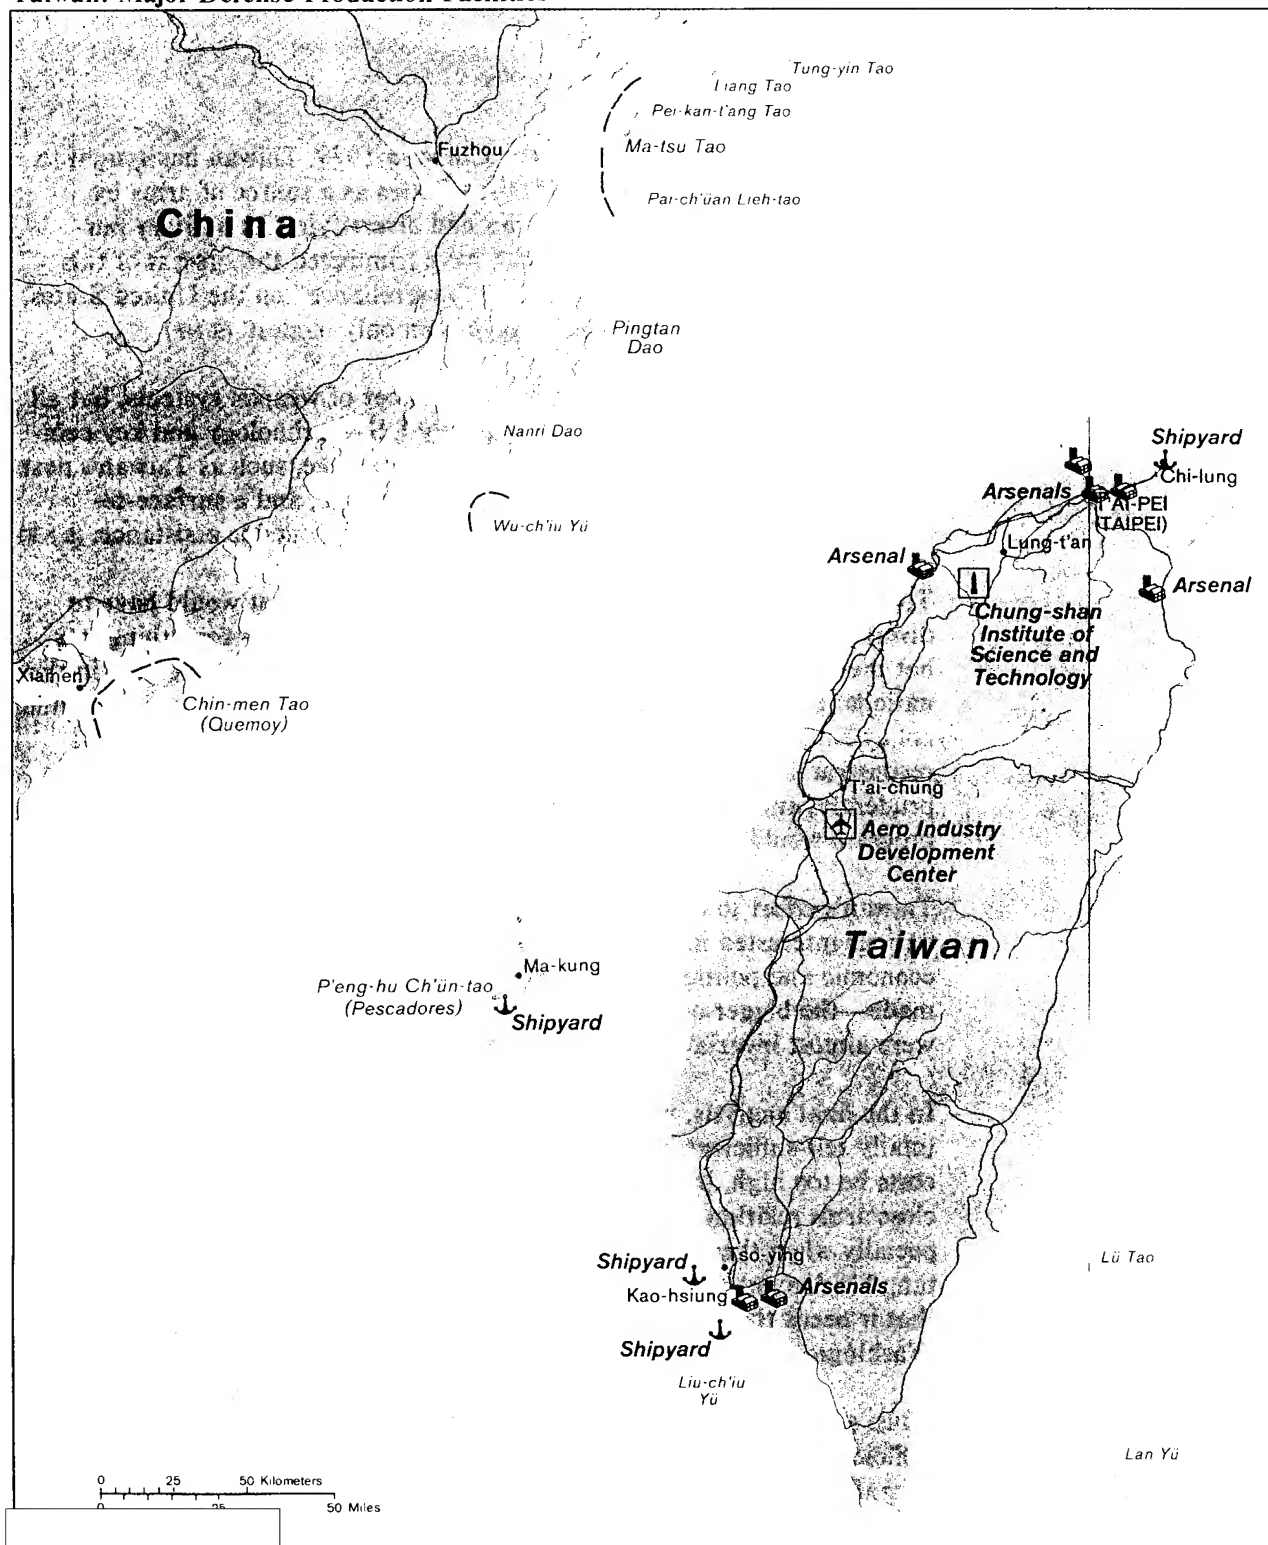 Taiwan: Major Defense Production Facilities
Tung-yin Tao
Liang Tao
Pei-kan-t'ang Tao
Fuzhou
Ma-tsu Tao
Pai-ch'üan Lieh-tao
China
Pingtan
Dao
Nanri Dao
Shipyard
Chi-lung
Arsenals
T'AI-PEI
(TAIPEI)
Wu-ch'iu Yü
Lung-t'an
Arsenal
Arsenal
Chung-shan
Institute of
Science and
Technology
Xiamen
Chin-men Tao
(Quemoy)
T'ai-chung
Aero Industry
Development
Center
Taiwan
Ma-kung
P'eng-hu Ch'ün-tao
(Pescadores)
Shipyard
Tso-ying
Shipyard
Lü Tao
Kao-hsiung
Arsenals
Shipyard
Liu-ch'iu
Yü
Lan Yü
0 25 50 Kilometers
0 25 50 Miles